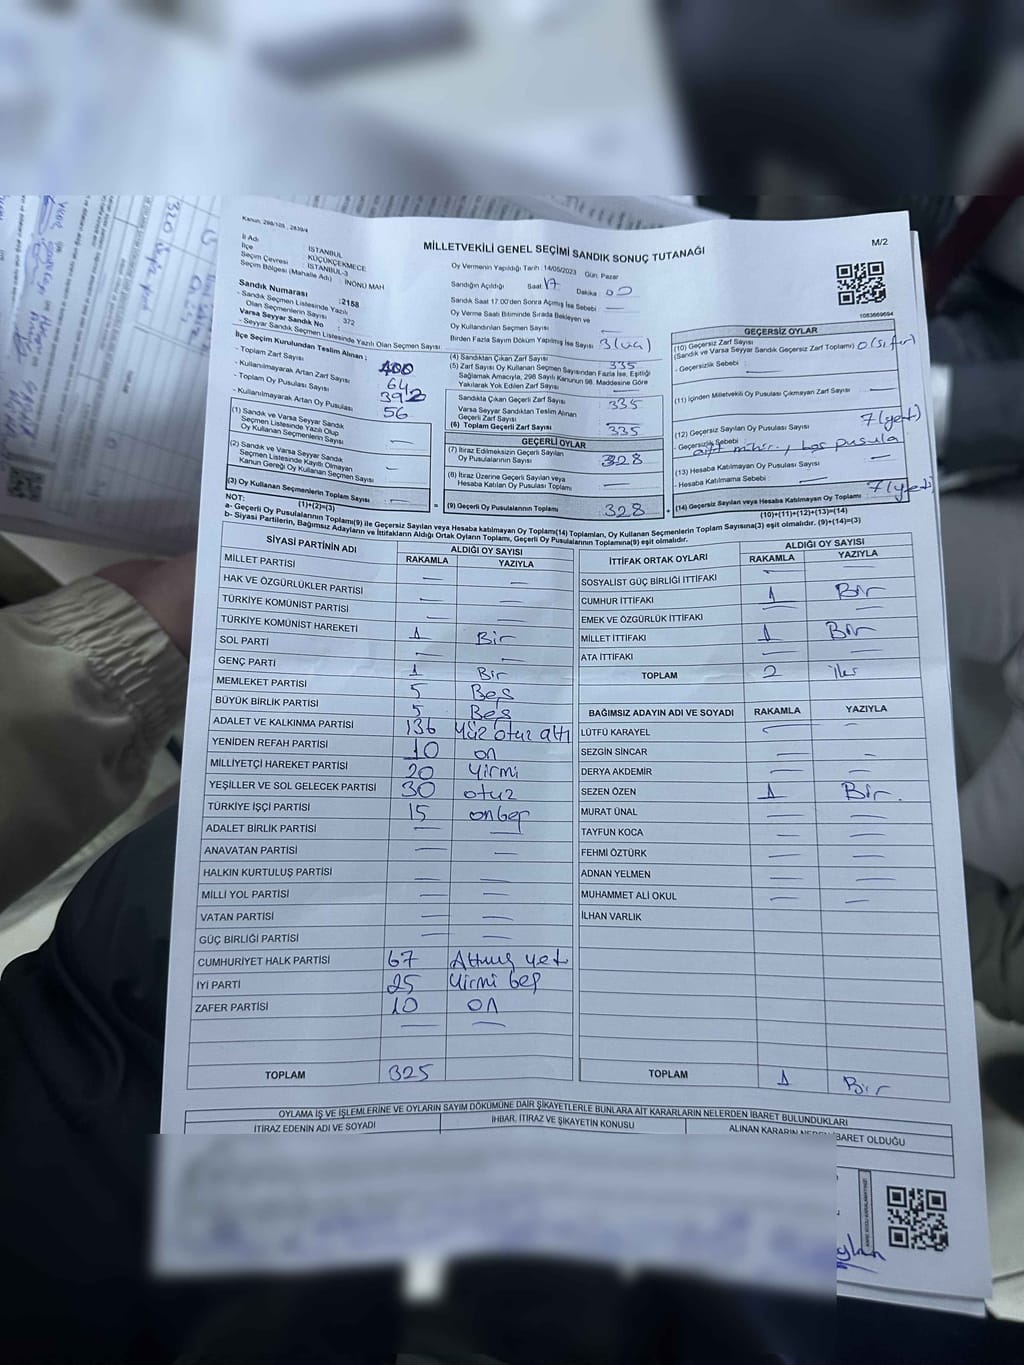 Kanun: 298/105 , 2839/4
MİLLETVEKİLİ GENEL SEÇİMİ SANDIK SONUÇ TUTANAĞI
M/2
1083669694
İl Adı : İSTANBUL
İlçe : KÜÇÜKÇEKMECE
Seçim Çevresi : İSTANBUL-3
Seçim Bölgesi (Mahalle Adı) : İNÖNÜ MAH
Sandık Numarası :2158
- Sandık Seçmen Listesinde Yazılı
Olan Seçmenlerin Sayısı : 372
Varsa Seyyar Sandık No :
- Seyyar Sandık Seçmen Listesinde Yazılı Olan Seçmen Sayısı:
İlçe Seçim Kurulundan Teslim Alınan ;
- Toplam Zarf Sayısı 400
- Kullanılmayarak Artan Zarf Sayısı 64
- Toplam Oy Pusulası Sayısı 392
- Kullanılmayarak Artan Oy Pusulası 56
(1) Sandık ve Varsa Seyyar Sandık
Seçmen Listesinde Yazılı Olup
Oy Kullanan Seçmenlerin Sayısı —
(2) Sandık ve Varsa Seyyar Sandık
Seçmen Listesinde Kayıtlı Olmayan
Kanun Gereği Oy Kullanan Seçmen Sayısı —
(3) Oy Kullanan Seçmenlerin Toplam Sayısı —
(1)+(2)=(3)
Oy Vermenin Yapıldığı Tarih :14/05/2023 Gün: Pazar
Sandığın Açıldığı Saat 17 Dakika 00
Sandık Saat 17:00'den Sonra Açılmış İse Sebebi —
Oy Verme Saati Bitiminde Sırada Bekleyen ve
Oy Kullandırılan Seçmen Sayısı —
Birden Fazla Sayım Döküm Yapılmış İse Sayısı 3 (üç)
(4) Sandıktan Çıkan Zarf Sayısı 335
(5) Zarf Sayısı Oy Kullanan Seçmen Sayısından Fazla İse, Eşitliği
Sağlamak Amacıyla, 298 Sayılı Kanunun 98. Maddesine Göre
Yakılarak Yok Edilen Zarf Sayısı —
Sandıkta Çıkan Geçerli Zarf Sayısı 335
Varsa Seyyar Sandıktan Teslim Alınan
Geçerli Zarf Sayısı —
(6) Toplam Geçerli Zarf Sayısı 335
GEÇERLİ OYLAR
(7) İtiraz Edilmeksizin Geçerli Sayılan
Oy Pusulalarının Sayısı 328
(8) İtiraz Üzerine Geçerli Sayılan veya
Hesaba Katılan Oy Pusulası Toplamı —
= (9) Geçerli Oy Pusulalarının Toplamı 328 +
GEÇERSİZ OYLAR
(10) Geçersiz Zarf Sayısı
(Sandık ve Varsa Seyyar Sandık Geçersiz Zarf Toplamı) 0 (sıfır)
- Geçersizlik Sebebi : —
(11) İçinden Milletvekili Oy Pusulası Çıkmayan Zarf Sayısı —
(12) Geçersiz Sayılan Oy Pusulası Sayısı 7 (yedi)
- Geçersizlik Sebebi : çift mühür, boş pusula
(13) Hesaba Katılmayan Oy Pusulası Sayısı —
- Hesaba Katılmama Sebebi : —
(14) Geçersiz Sayılan veya Hesaba Katılmayan Oy Toplamı 7 (yedi)
(10)+(11)+(12)+(13)=(14)
NOT:
a- Geçerli Oy Pusulalarının Toplamı(9) ile Geçersiz Sayılan veya Hesaba katılmayan Oy Toplamı(14) Toplamları, Oy Kullanan Seçmenlerin Toplam Sayısına(3) eşit olmalıdır. (9)+(14)=(3)
b- Siyasi Partilerin, Bağımsız Adayların ve İttifakların Aldığı Ortak Oyların Toplamı, Geçerli Oy Pusulalarının Toplamına(9) eşit olmalıdır.
SİYASİ PARTİNİN ADI ALDIĞI OY SAYISI
RAKAMLA YAZIYLA
MİLLET PARTİSİ — —
HAK VE ÖZGÜRLÜKLER PARTİSİ — —
TÜRKİYE KOMÜNİST PARTİSİ — —
TÜRKİYE KOMÜNİST HAREKETİ 1 Bir
SOL PARTİ — —
GENÇ PARTİ 1 Bir
MEMLEKET PARTİSİ 5 Beş
BÜYÜK BİRLİK PARTİSİ 5 Beş
ADALET VE KALKINMA PARTİSİ 136 Yüz otuz altı
YENİDEN REFAH PARTİSİ 10 on
MİLLİYETÇİ HAREKET PARTİSİ 20 Yirmi
YEŞİLLER VE SOL GELECEK PARTİSİ 30 otuz
TÜRKİYE İŞÇİ PARTİSİ 15 onbeş
ADALET BİRLİK PARTİSİ — —
ANAVATAN PARTİSİ — —
HALKIN KURTULUŞ PARTİSİ — —
MİLLİ YOL PARTİSİ — —
VATAN PARTİSİ — —
GÜÇ BİRLİĞİ PARTİSİ — —
CUMHURİYET HALK PARTİSİ 67 Altmış yedi
İYİ PARTİ 25 Yirmi beş
ZAFER PARTİSİ 10 on
— —
TOPLAM 325
İTTİFAK ORTAK OYLARI ALDIĞI OY SAYISI
RAKAMLA YAZIYLA
SOSYALİST GÜÇ BİRLİĞİ İTTİFAKI — —
CUMHUR İTTİFAKI 1 Bir
EMEK VE ÖZGÜRLÜK İTTİFAKI — —
MİLLET İTTİFAKI 1 Bir
ATA İTTİFAKI — —
TOPLAM 2 iki
BAĞIMSIZ ADAYIN ADI VE SOYADI RAKAMLA YAZIYLA
LÜTFÜ KARAYEL — —
SEZGİN SİNCAR — —
DERYA AKDEMİR — —
SEZEN ÖZEN 1 Bir.
MURAT ÜNAL — —
TAYFUN KOCA — —
FEHMİ ÖZTÜRK — —
ADNAN YELMEN — —
MUHAMMET ALİ OKUL — —
İLHAN VARLIK
TOPLAM 1 Bir
OYLAMA İŞ VE İŞLEMLERİNE VE OYLARIN SAYIM DÖKÜMÜNE DAİR ŞİKAYETLERLE BUNLARA AİT KARARLARIN NELERDEN İBARET BULUNDUKLARI
İTİRAZ EDENİN ADI VE SOYADI İHBAR, İTİRAZ VE ŞİKAYETİN KONUSU ALINAN KARARIN NEDEN İBARET OLDUĞU